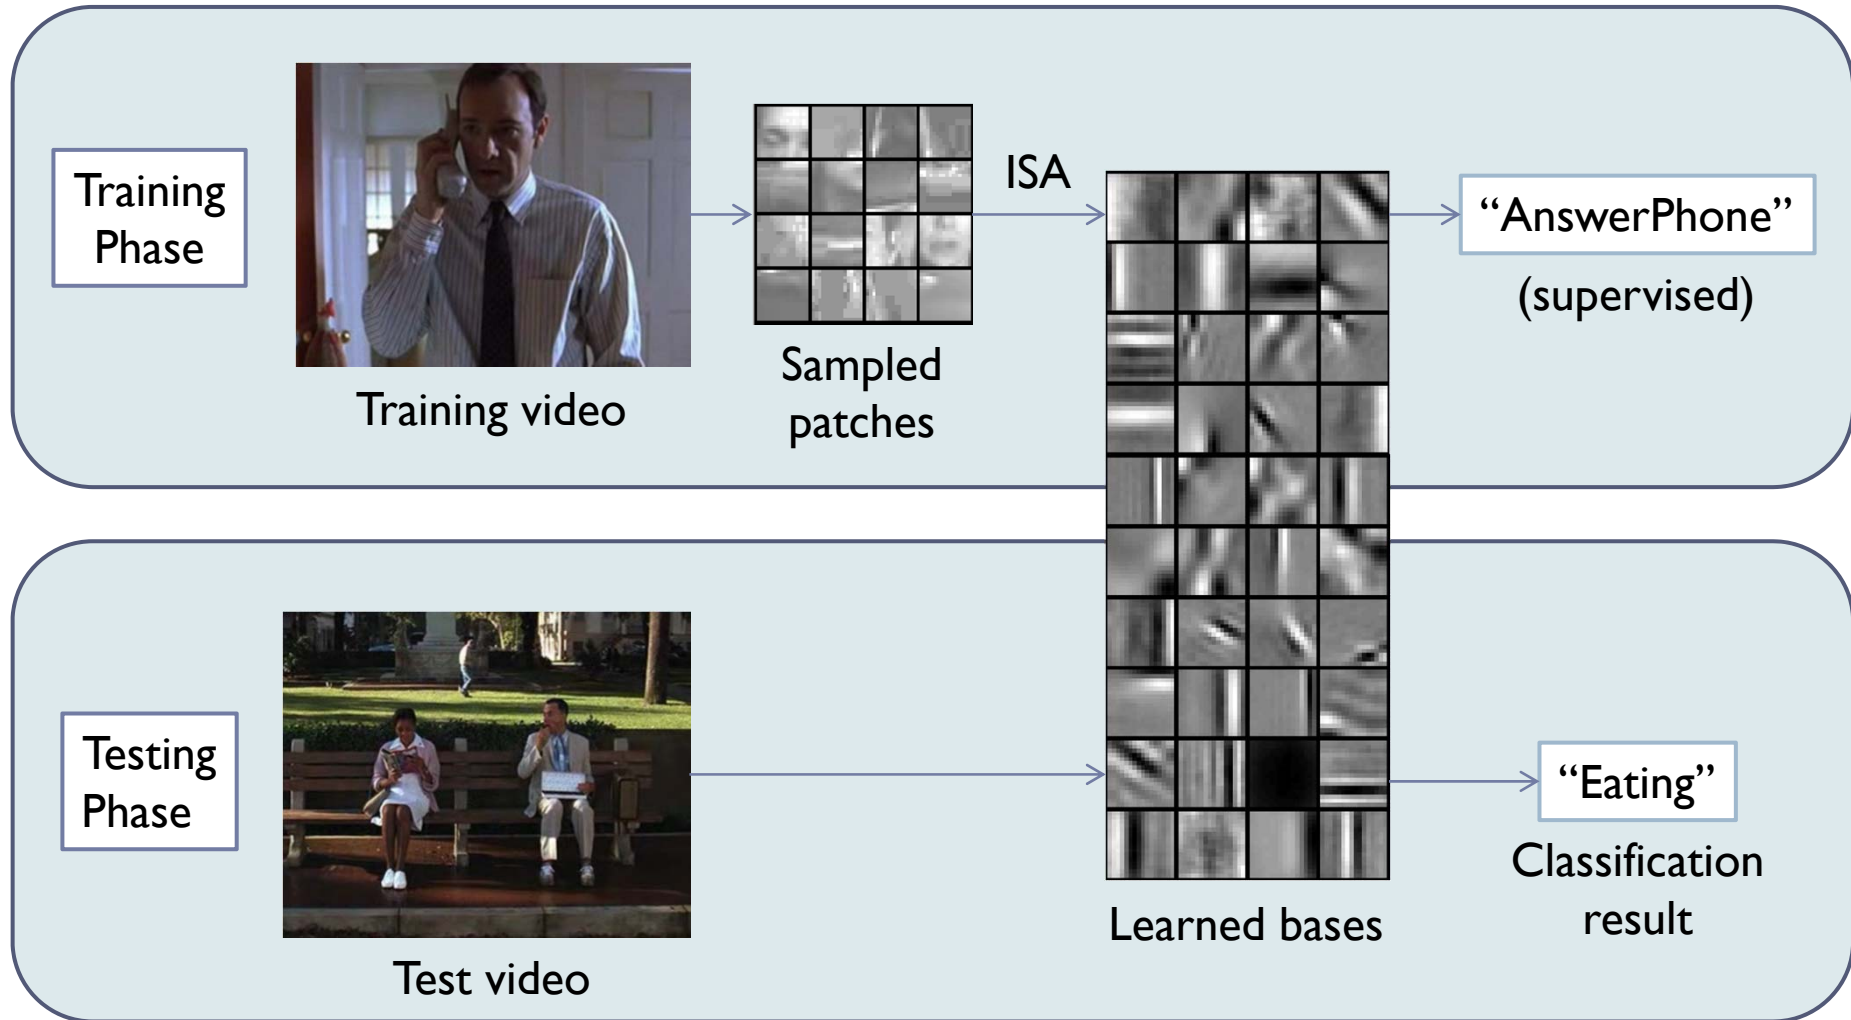 Training
Phase
Training video
Sampled
patches
ISA
“AnswerPhone”
(supervised)
Testing
Phase
Test video
Learned bases
“Eating”
Classification
result